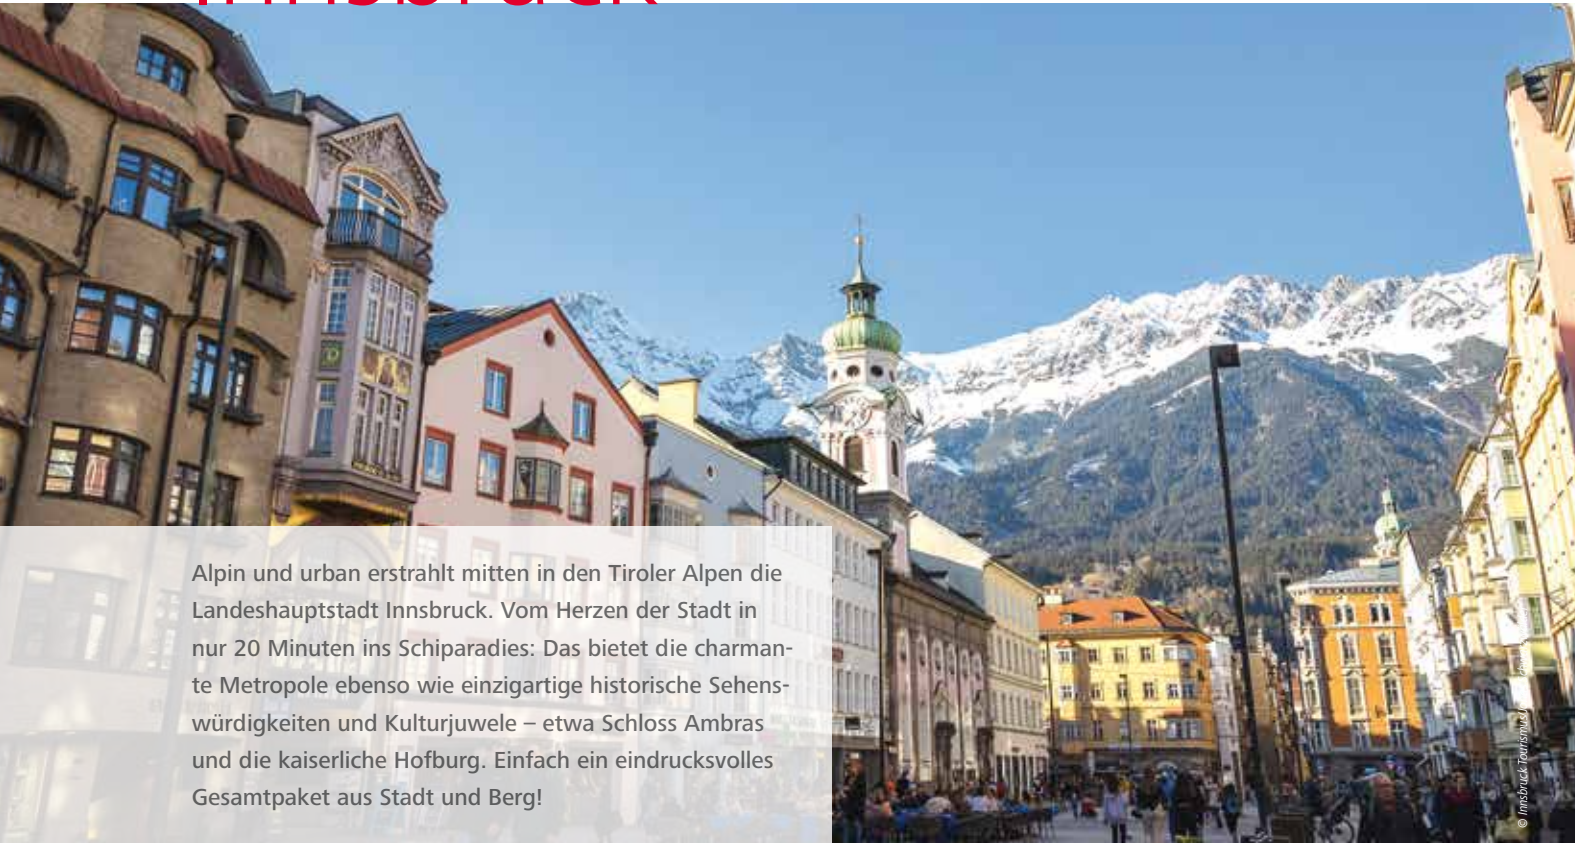 Innsbruck
Alpin und urban erstrahlt mitten in den Tiroler Alpen die
Landeshauptstadt Innsbruck. Vom Herzen der Stadt in
nur 20 Minuten ins Schiparadies: Das bietet die charman-
te Metropole ebenso wie einzigartige historische Sehens-
würdigkeiten und Kulturjuwele – etwa Schloss Ambras
und die kaiserliche Hofburg. Einfach ein eindrucksvolles
Gesamtpaket aus Stadt und Berg!
© Innsbruck Tourismus